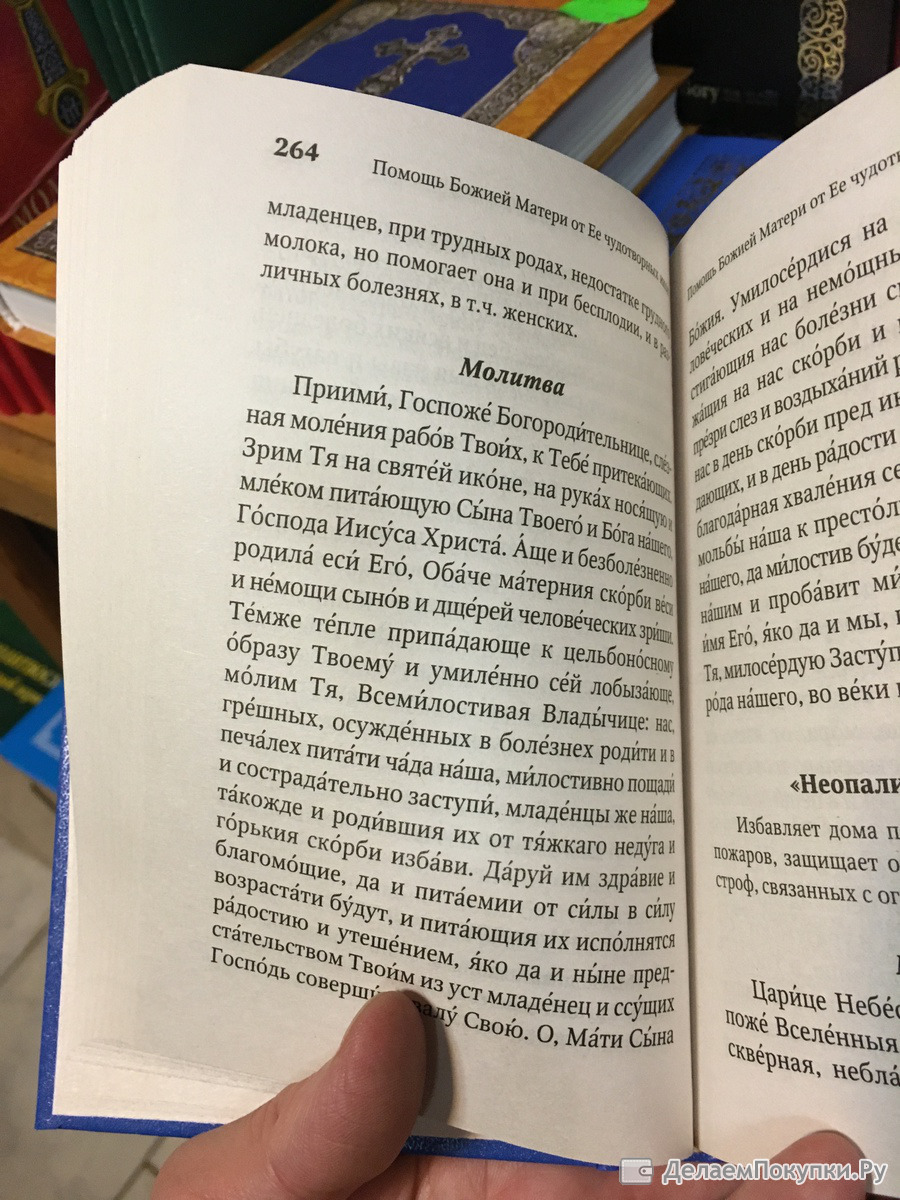 264
Помощь Божией Матери от Ее чудотворных
младенцев, при трудных родах, недостатке грудного
молока, но помогает она и при бесплодии, и в раз-
личных болезнях, в т.ч. женских.
Молитва
Приими́, Госпоже́ Богороди́тельнице, сле́з-
ная моле́ния рабо́в Твои́х, к Тебе́ притека́ющих.
Зрим Тя на святе́й ико́не, на рука́х нося́щую и
мле́ком пита́ющую Сы́на Твоего́ и Бо́га на́шего,
Го́спода Иису́са Христа́. А́ще и безболе́зненно
родила́ еси́ Его́, Оба́че ма́терния ско́рби ве́си
и не́мощи сыно́в и дще́рей челове́ческих зри́ши.
Те́мже те́пле припа́дающе к цельбоно́сному
о́бразу Твоему́ и умиле́нно се́й лобыза́юще,
мо́лим Тя, Всеми́лостивая Влады́чице: нас,
гре́шных, осужде́нных в боле́знех роди́ти и в
печа́лех пита́ти ча́да на́ша, ми́лостивно пощади́
и сострада́тельно заступи́, младе́нцы же на́ша,
та́кожде и роди́вшия их от тя́жкаго неду́га и
го́рькия ско́рби изба́ви. Да́руй им здра́вие и
благомо́щие, да и пита́емии от си́лы в си́лу
возраста́ти бу́дут, и пита́ющия их испо́лнятся
ра́достию и утеше́нием, я́ко да и ны́не пред-
ста́тельством Твои́м из уст младе́нец и ссу́щих
Госпо́дь Свою́. О, Ма́ти Сы́на
Помощь Божией Матери от Ее
Бо́жия. Умилосе́рдися на
лове́ческих и на немо́щны
стига́ющия нас боле́зни
жа́щия на нас ско́рби и
пре́зри слез и воздыха́ний
нас в день ско́рби пред
дающих, и в день ра́дости
благода́рная хвале́ния
мольбы́ на́ша к престо́л
на́шего, да ми́лостив бу́де
на́шим и проба́вит
имя Его́, я́ко да и мы,
Тя, милосе́рдую Засту́п
ро́да на́шего, во ве́ки
«Неопали
Избавляет дома
пожаров, защищает
строф, связанных с
Цари́це Небе́с
поже́ Вселе́нныя
скве́рная, небла́
ДелаемПокупки.Ру